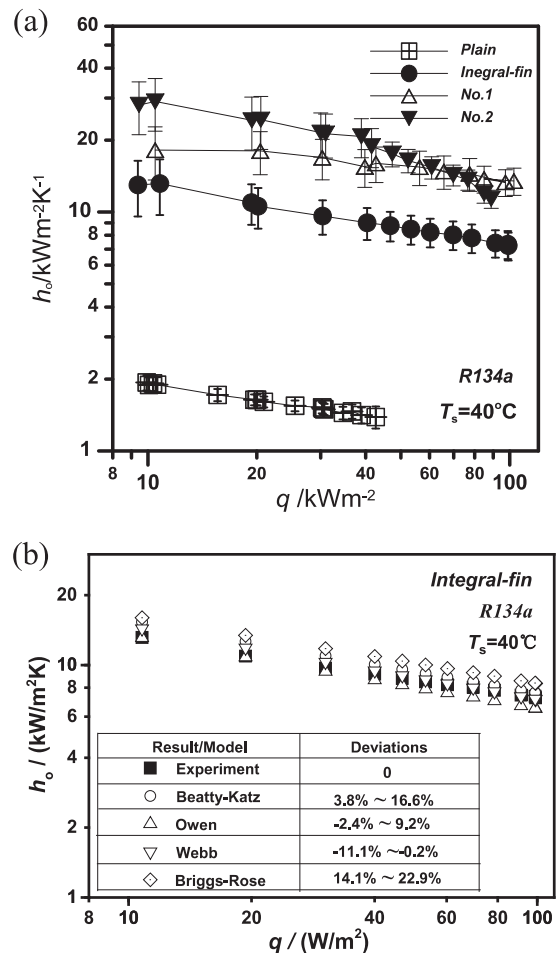 (a)
60
40
20
10
8
6
4
2
1
h_o/kWm^-2K^-1
Plain
Inegral-fin
No.1
No.2
R134a
T_s=40°C
8 10 20 40 60 80 100
q /kWm^-2
(b)
20
10
8
6
4
2
1
h_o / (kW/m^2K)
Integral-fin
R134a
T_s=40℃
Result/Model Deviations
Experiment 0
Beatty-Katz 3.8% ~ 16.6%
Owen -2.4% ~ 9.2%
Webb -11.1% ~-0.2%
Briggs-Rose 14.1% ~ 22.9%
8 10 20 40 60 80 100
q / (W/m^2)